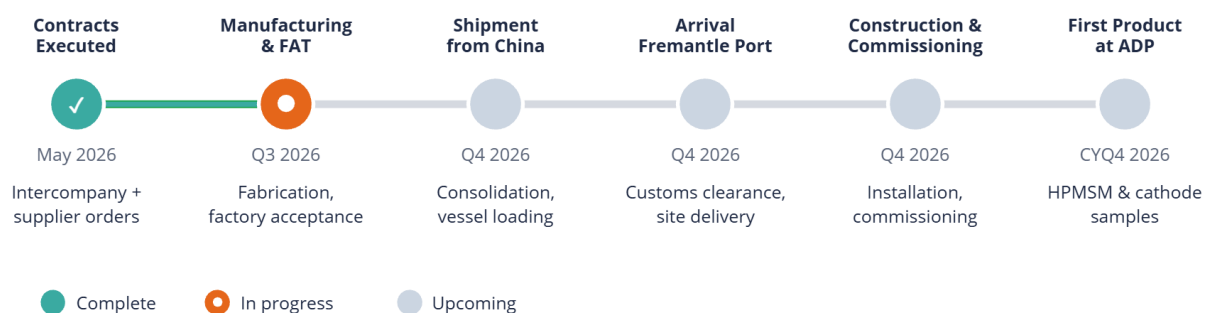 Contracts
Executed
Manufacturing
& FAT
Shipment
from China
Arrival
Fremantle Port
Construction &
Commissioning
First Product
at ADP
✓
May 2026
Q3 2026
Q4 2026
Q4 2026
Q4 2026
CYQ4 2026
Intercompany +
supplier orders
Fabrication,
factory acceptance
Consolidation,
vessel loading
Customs clearance,
site delivery
Installation,
commissioning
HPMSM & cathode
samples
Complete
In progress
Upcoming